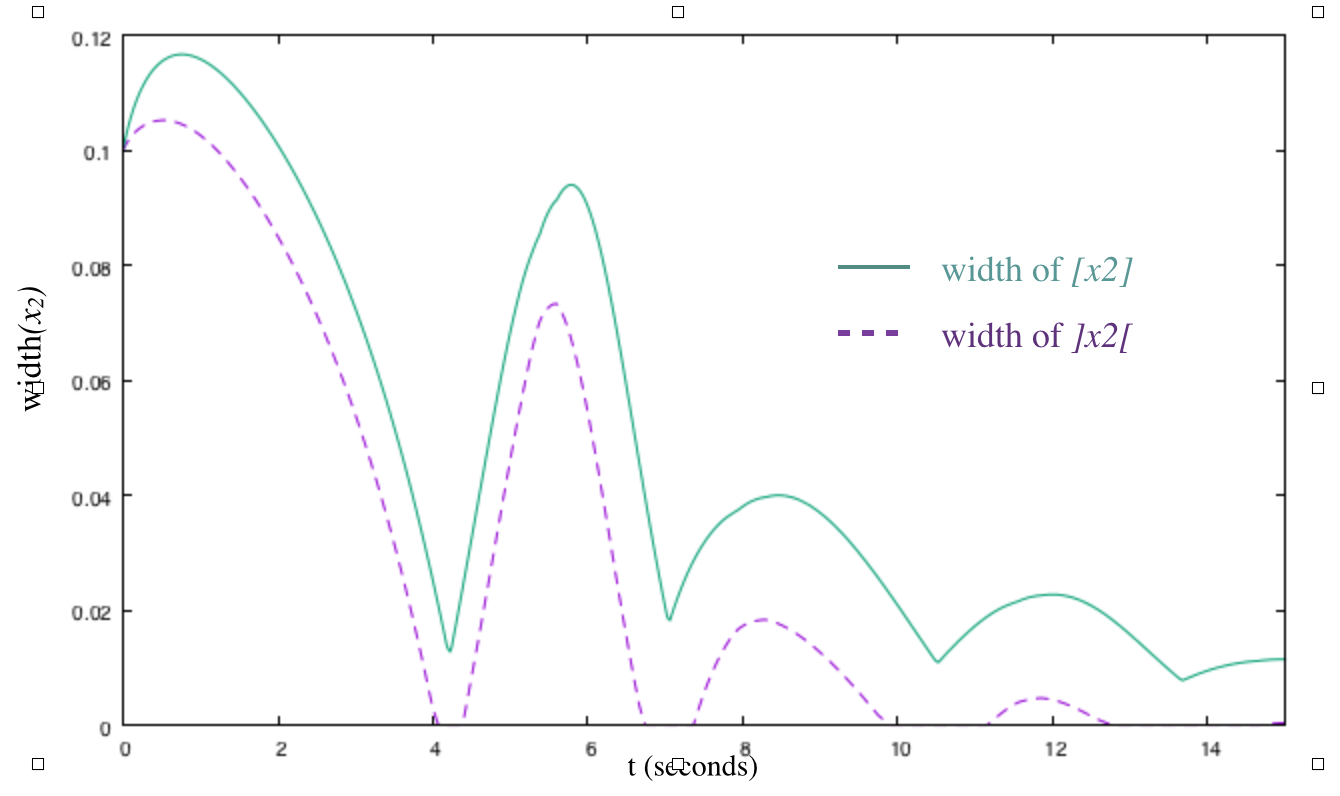 0.12
0.1
0.08
0.06
0.04
0.02
0
width(x2)
width of [x2]
width of ]x2[
0 2 4 6 8 10 12 14
t (seconds)